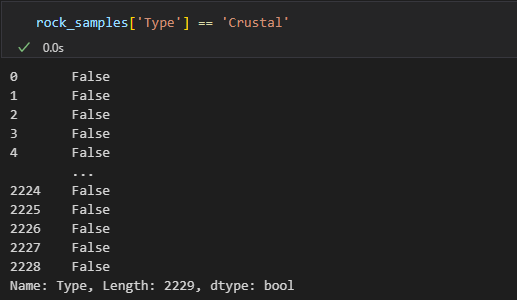 rock_samples['Type'] == 'Crustal'
0.0s
0 False
1 False
2 False
3 False
4 False
...
2224 False
2225 False
2226 False
2227 False
2228 False
Name: Type, Length: 2229, dtype: bool